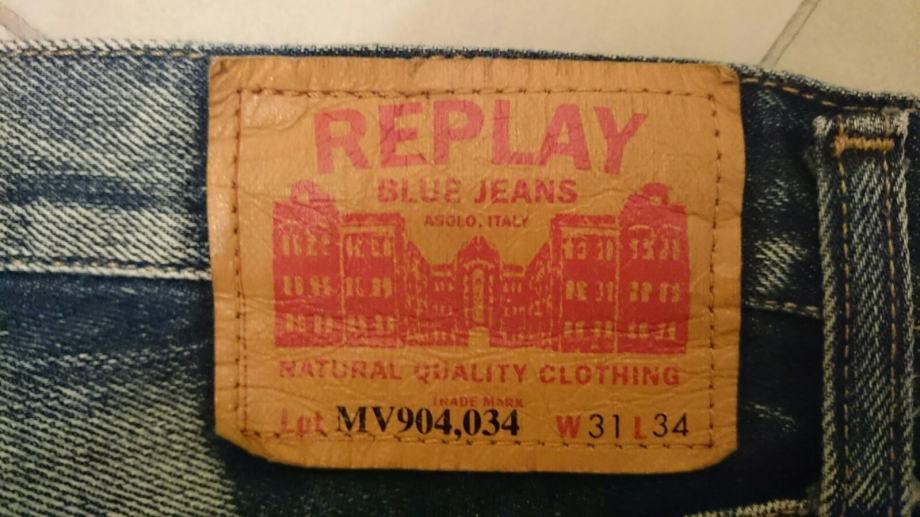 REPLAY
BLUE JEANS
ASOLO, ITALY
NATURAL QUALITY CLOTHING
TRADE MARK
Lot MV904,034 W31 L34